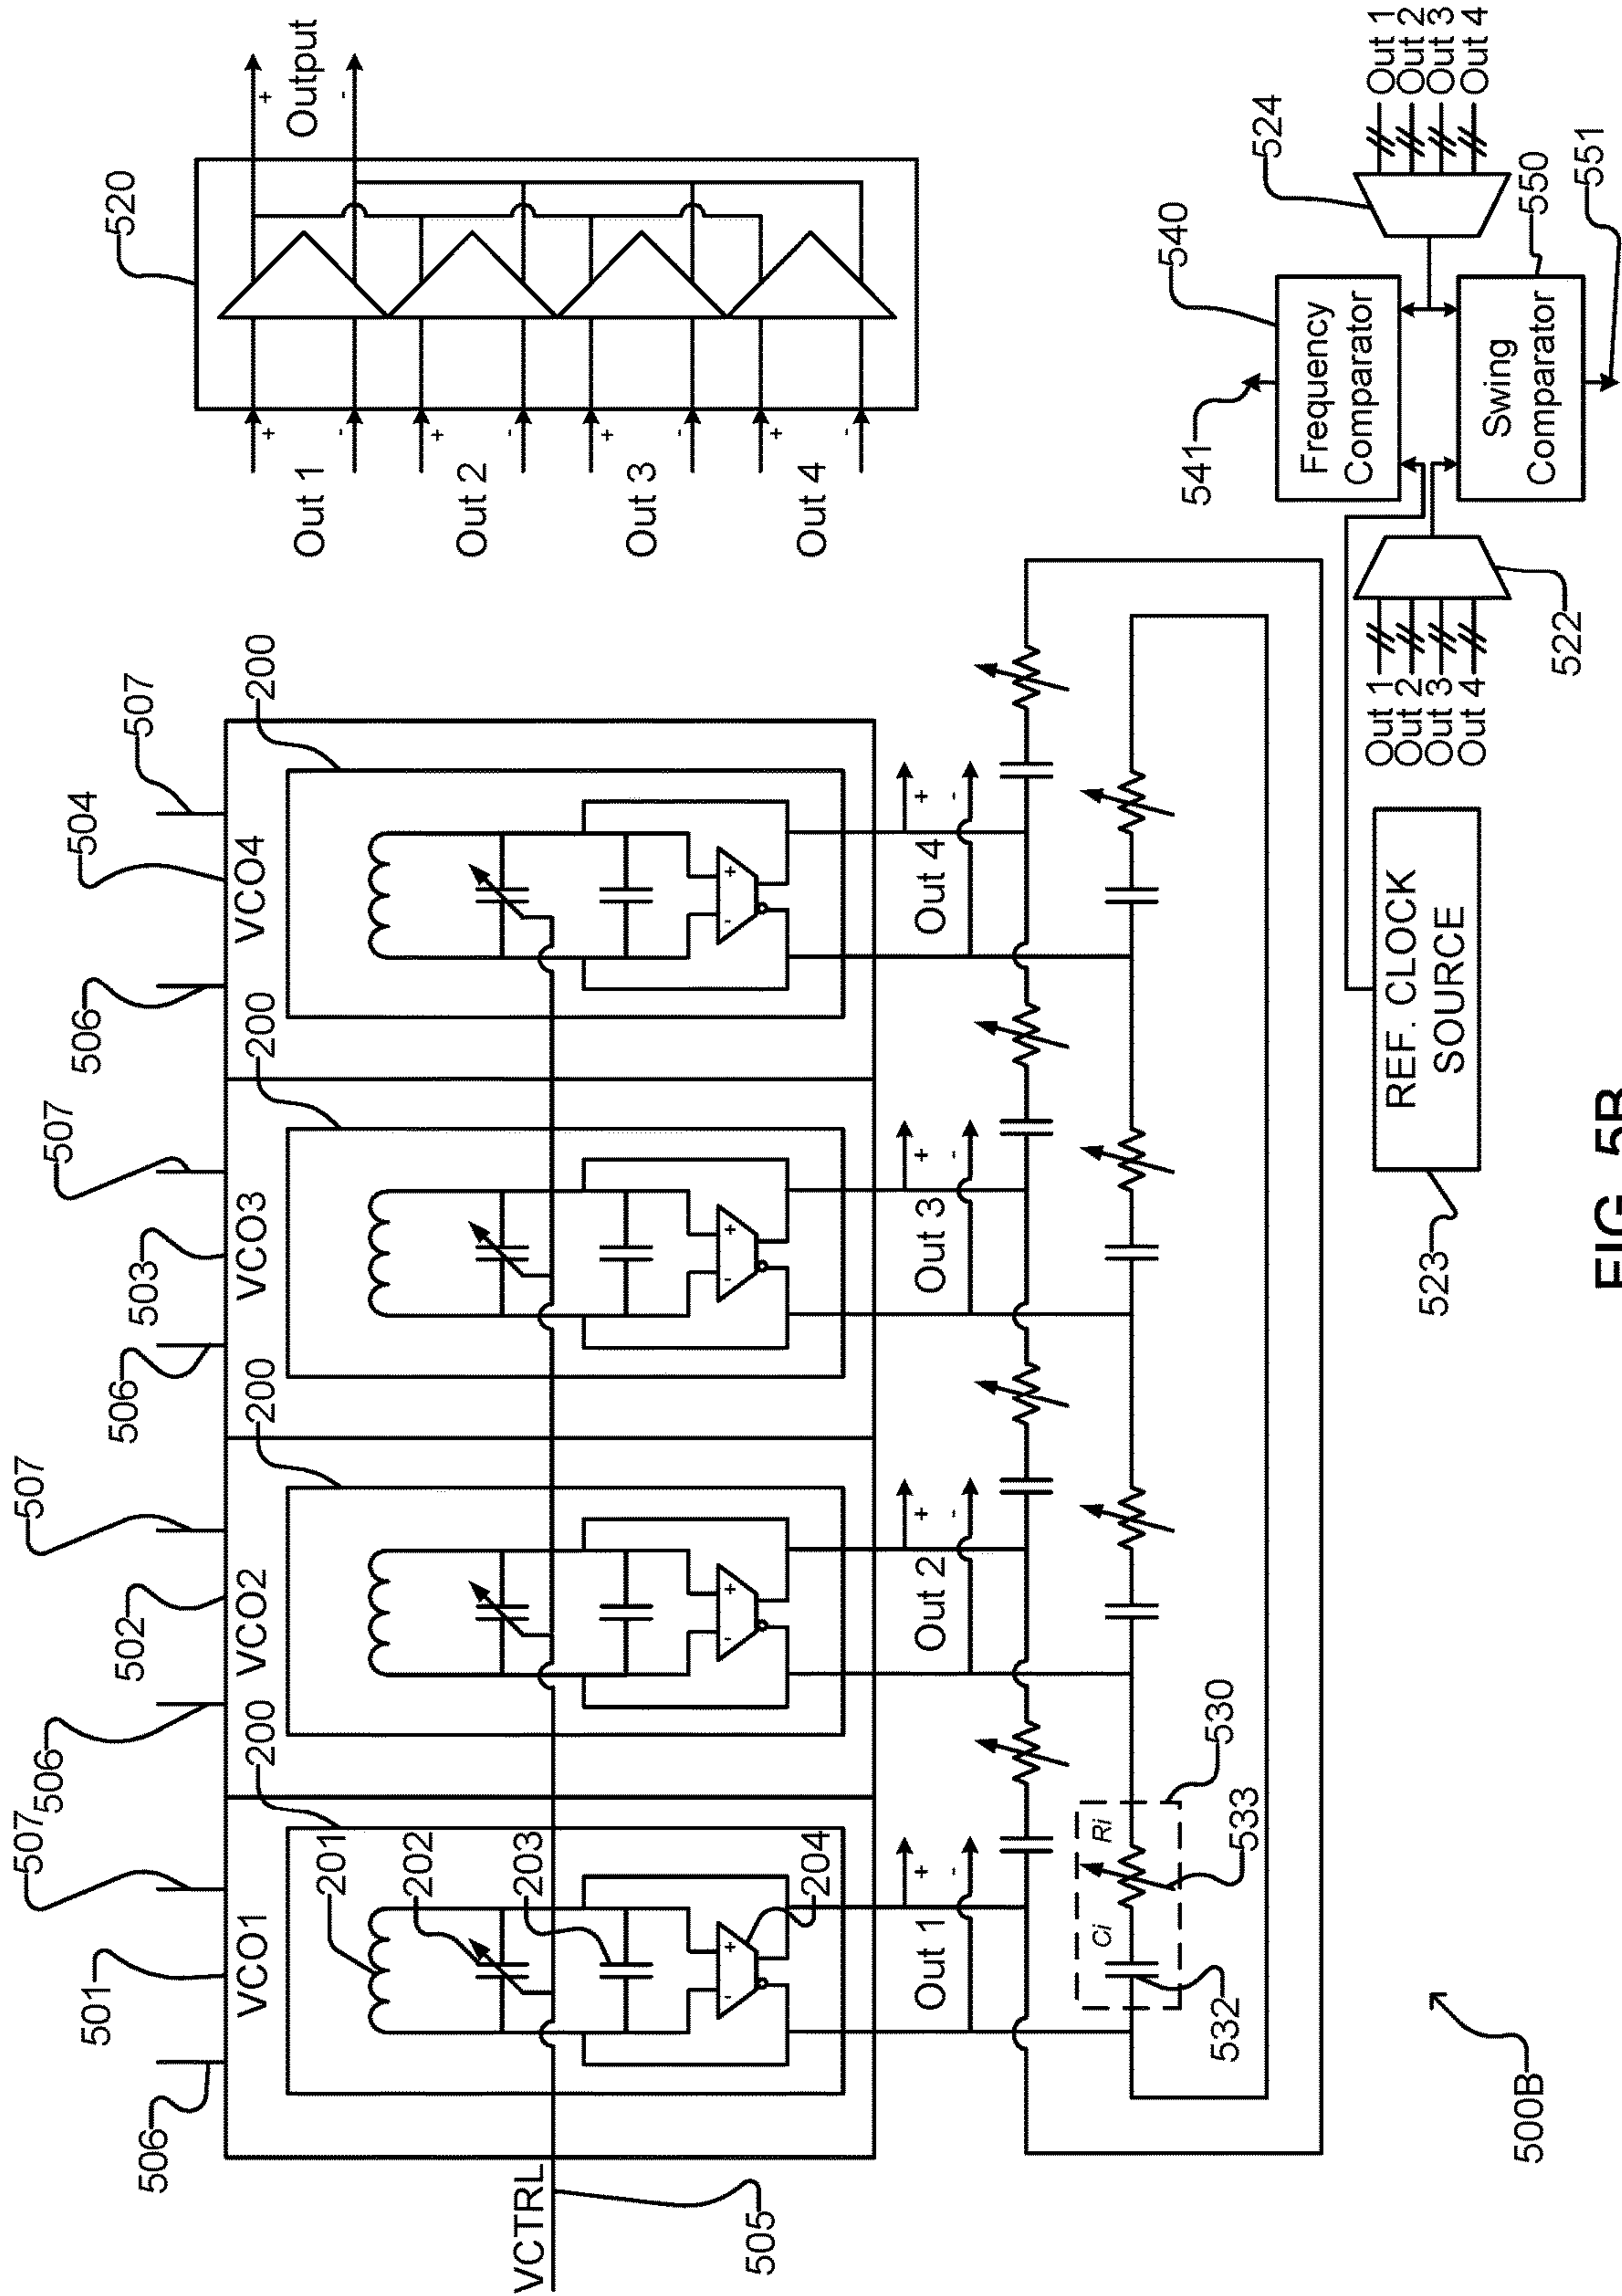 507
507
507
507
506
501
506
502
506
503
506
504
VCO1
200
VCO2
200
VCO3
200
VCO4
200
201
202
203
204
+
-
+
-
+
-
+
-
VCTRL
505
Out 1
+
-
Out 2
+
-
Out 3
+
-
Out 4
+
-
Ci
Ri
530
532
533
520
Out 1
+
-
Out 2
+
-
Out 3
+
-
Out 4
+
-
+
Output
-
541
540
524
Frequency
Comparator
Swing
Comparator
550
551
Out 1
Out 2
Out 3
Out 4
522
Out 1
Out 2
Out 3
Out 4
REF. CLOCK
SOURCE
523
500B
FIG. 5B